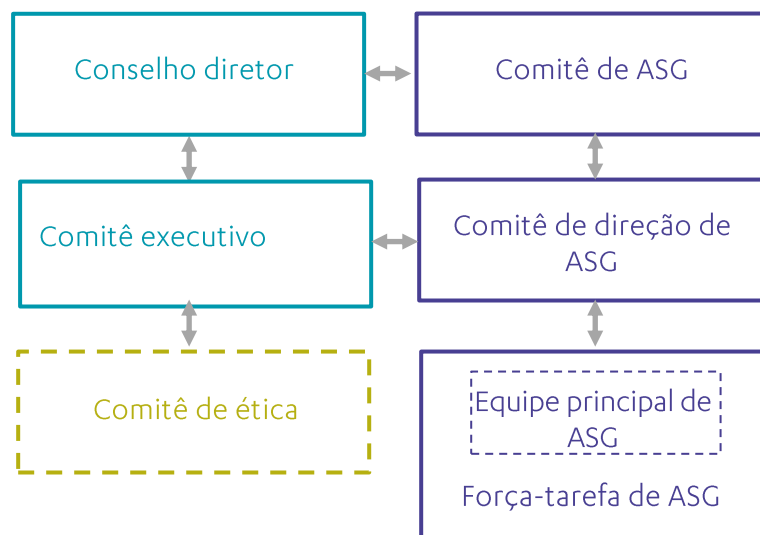 Conselho diretor
Comitê de ASG
Comitê executivo
Comitê de direção de
ASG
Comitê de ética
Equipe principal de
ASG
Força-tarefa de ASG